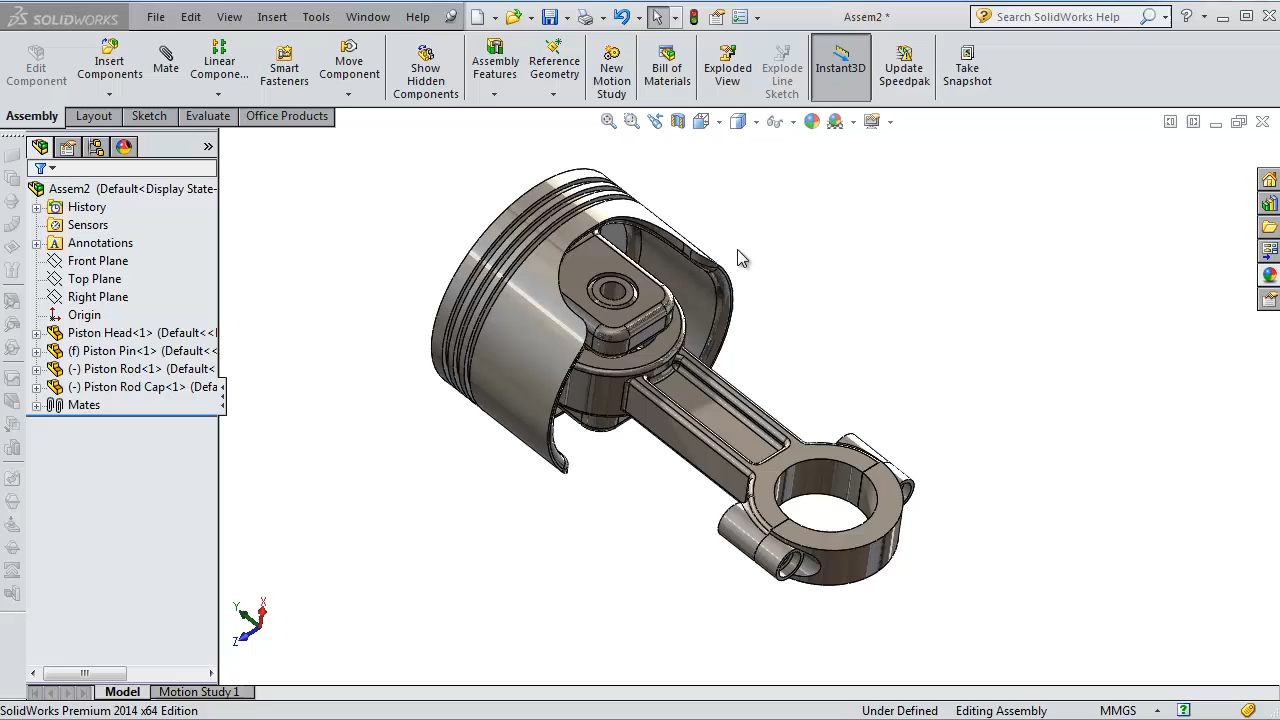 SOLIDWORKS File Edit View Insert Tools Window Help Assem2 * Search SolidWorks Help
Edit Component
Insert Components
Mate
Linear Compone...
Smart Fasteners
Move Component
Show Hidden Components
Assembly Features
Reference Geometry
New Motion Study
Bill of Materials
Exploded View
Explode Line Sketch
Instant3D
Update Speedpak
Take Snapshot
Assembly Layout Sketch Evaluate Office Products
Assem2 (Default<Display State-
History
Sensors
Annotations
Front Plane
Top Plane
Right Plane
Origin
Piston Head<1> (Default<<
(f) Piston Pin<1> (Default<<
(-) Piston Rod<1> (Default<
(-) Piston Rod Cap<1> (Defa
Mates
Y X
Z
Model Motion Study 1
SolidWorks Premium 2014 x64 Edition Under Defined Editing Assembly MMGS